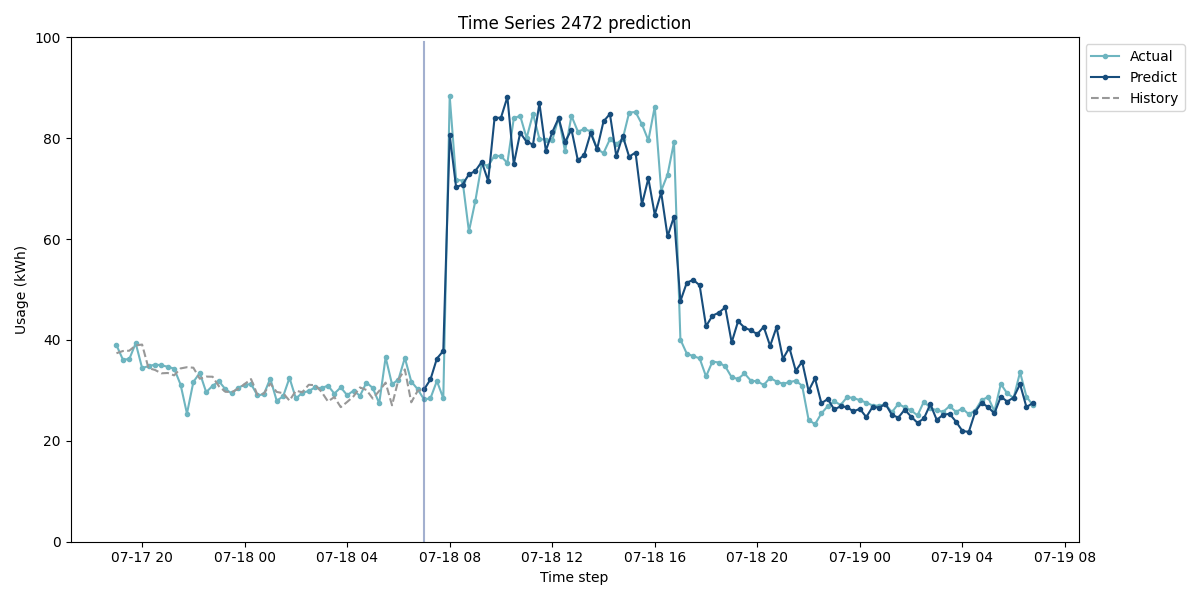 Time Series 2472 prediction
100
80
60
40
20
0
Usage (kWh)
07-17 20
07-18 00
07-18 04
07-18 08
07-18 12
07-18 16
07-18 20
07-19 00
07-19 04
07-19 08
Time step
Actual
Predict
History